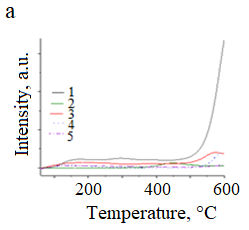 a
Intensity, a.u.
1
2
3
4
5
200 400 600
Temperature, °C